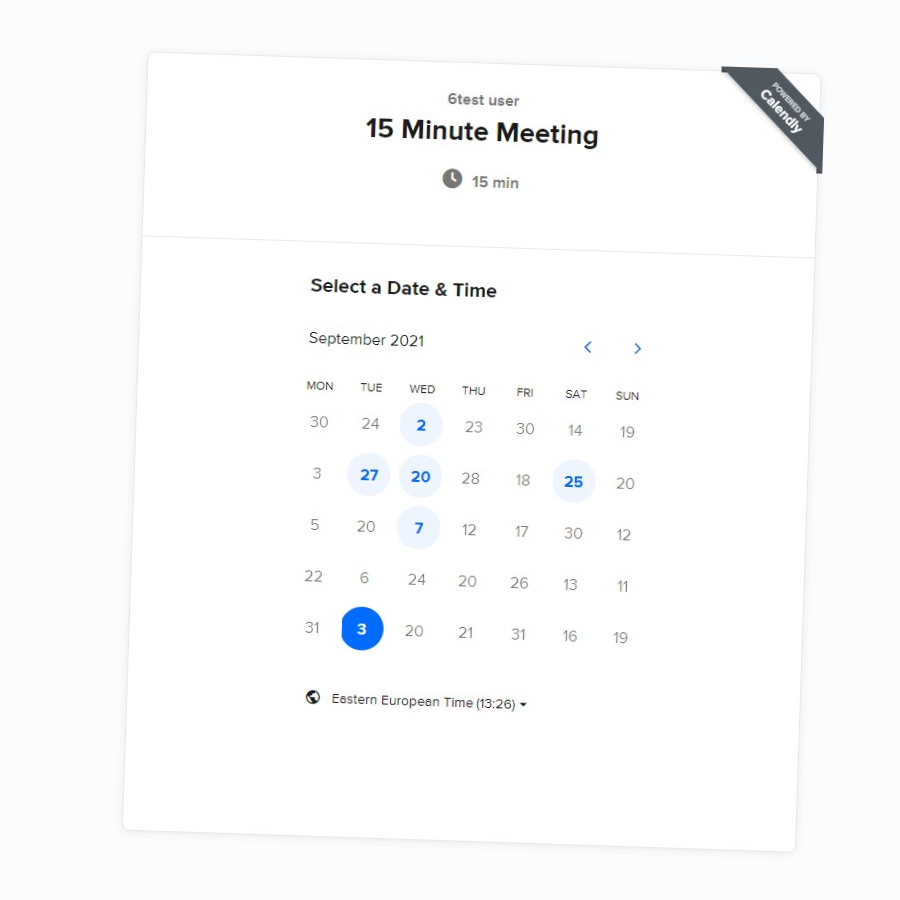 6test user
15 Minute Meeting
15 min
POWERED BY
Calendly
Select a Date & Time
September 2021
MON TUE WED THU FRI SAT SUN
30 24 2 23 30 14 19
3 27 20 28 18 25 20
5 20 7 12 17 30 12
22 6 24 20 26 13 11
31 3 20 21 31 16 19
Eastern European Time (13:26)